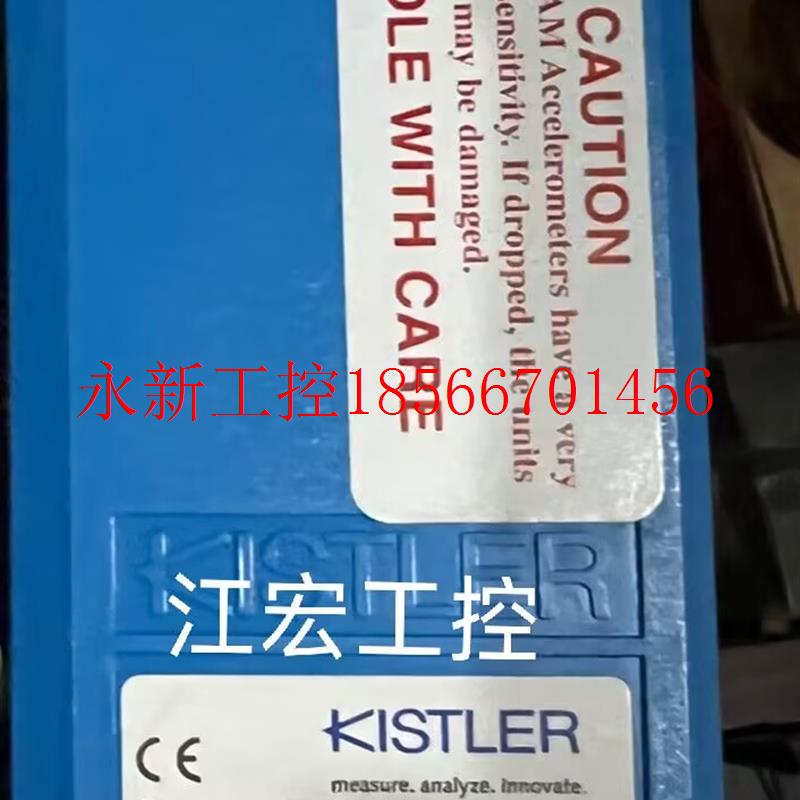 CAUTION
AM Accelerometers have a very
ensitivity. If dropped, the units
may be damaged.
DLE WITH CARE
永新工控18566701456
KISTLER
江宏工控
CE
KISTLER
measure. analyze. innovate.